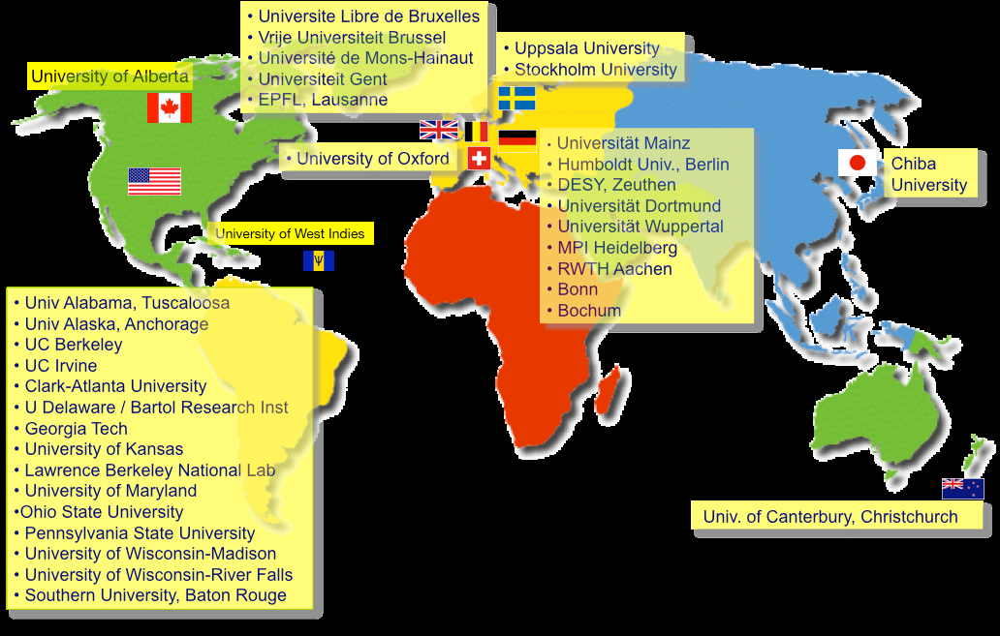 • Universite Libre de Bruxelles
• Vrije Universiteit Brussel
• Université de Mons-Hainaut
• Universiteit Gent
• EPFL, Lausanne
• Uppsala University
• Stockholm University
University of Alberta
• University of Oxford
• Universität Mainz
• Humboldt Univ., Berlin
• DESY, Zeuthen
• Universität Dortmund
• Universität Wuppertal
• MPI Heidelberg
• RWTH Aachen
• Bonn
• Bochum
Chiba
University
University of West Indies
• Univ Alabama, Tuscaloosa
• Univ Alaska, Anchorage
• UC Berkeley
• UC Irvine
• Clark-Atlanta University
• U Delaware / Bartol Research Inst
• Georgia Tech
• University of Kansas
• Lawrence Berkeley National Lab
• University of Maryland
•Ohio State University
• Pennsylvania State University
• University of Wisconsin-Madison
• University of Wisconsin-River Falls
• Southern University, Baton Rouge
Univ. of Canterbury, Christchurch